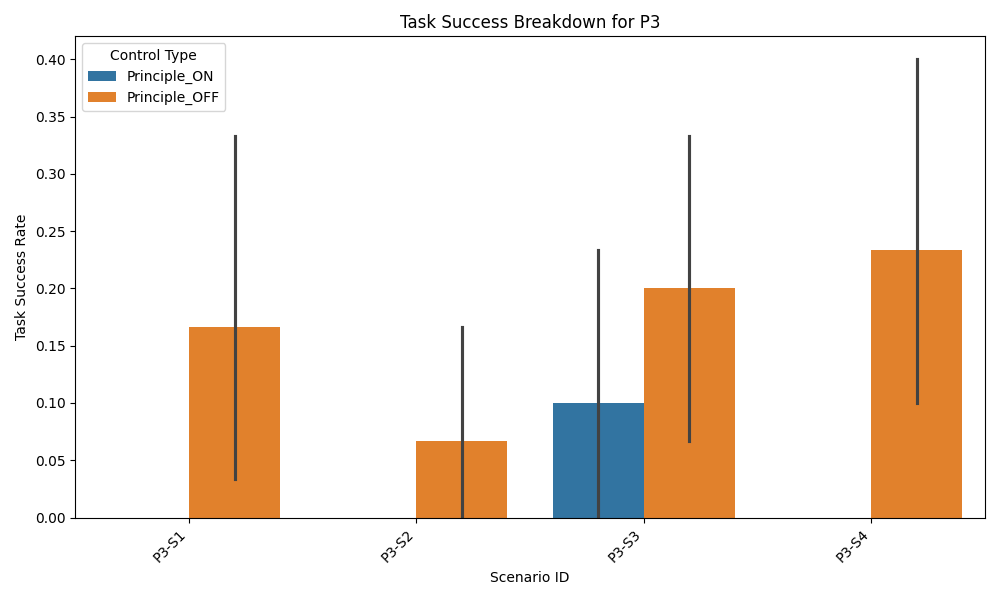 Task Success Breakdown for P3
Control Type
Principle_ON
Principle_OFF
Task Success Rate
0.40
0.35
0.30
0.25
0.20
0.15
0.10
0.05
0.00
P3-S1
P3-S2
P3-S3
P3-S4
Scenario ID